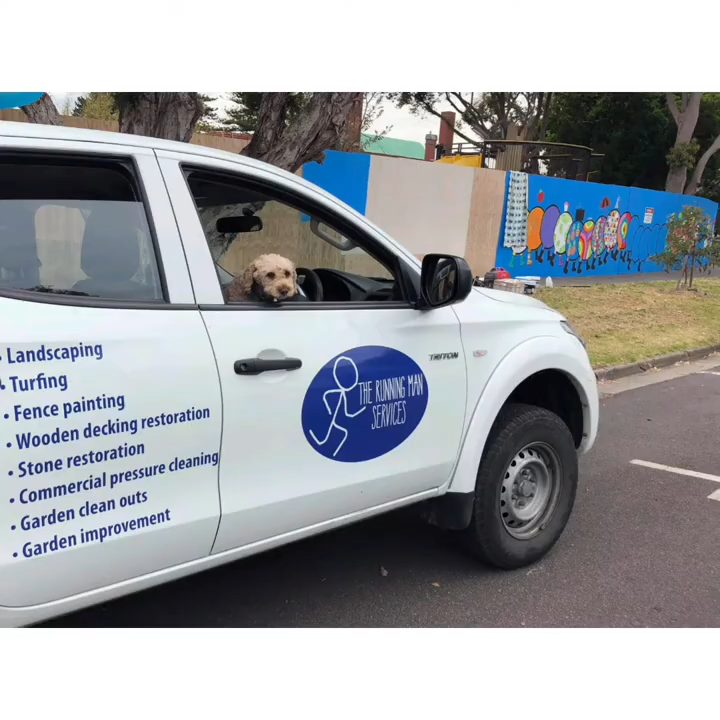 • Landscaping
• Turfing
• Fence painting
• Wooden decking restoration
• Stone restoration
• Commercial pressure cleaning
• Garden clean outs
• Garden improvement
THE RUNNING MAN
SERVICES
TRITON